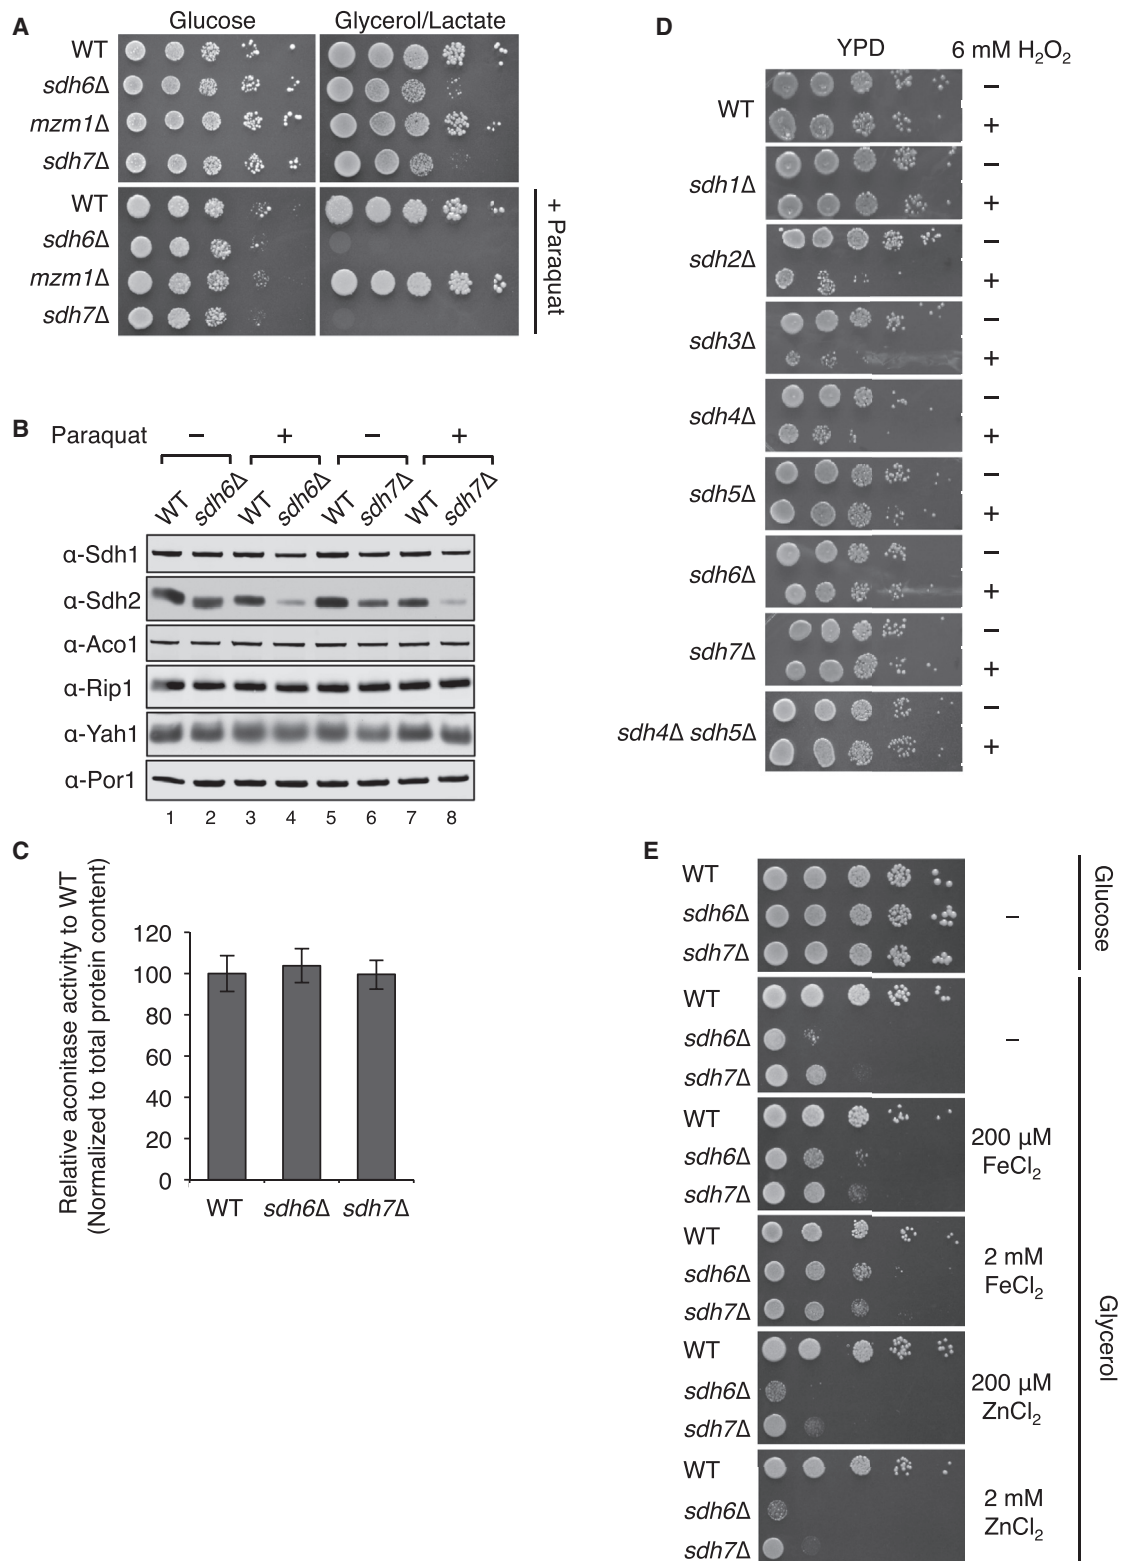 A
Glucose Glycerol/Lactate
WT
sdh6Δ
mzm1Δ
sdh7Δ
WT
sdh6Δ
mzm1Δ
sdh7Δ
+ Paraquat
B
Paraquat − + − +
WT sdh6Δ WT sdh6Δ WT sdh7Δ WT sdh7Δ
α-Sdh1
α-Sdh2
α-Aco1
α-Rip1
α-Yah1
α-Por1
1 2 3 4 5 6 7 8
C
Relative aconitase activity to WT
(Normalized to total protein content)
120
100
80
60
40
20
0
WT sdh6Δ sdh7Δ
D
YPD 6 mM H₂O₂
WT
−
+
sdh1Δ
−
+
sdh2Δ
−
+
sdh3Δ
−
+
sdh4Δ
−
+
sdh5Δ
−
+
sdh6Δ
−
+
sdh7Δ
−
+
sdh4Δ sdh5Δ
−
+
E
WT
sdh6Δ −
sdh7Δ
Glucose
WT
sdh6Δ −
sdh7Δ
WT
sdh6Δ
sdh7Δ
200 μM
FeCl₂
WT
sdh6Δ
sdh7Δ
2 mM
FeCl₂
WT
sdh6Δ
sdh7Δ
200 μM
ZnCl₂
WT
sdh6Δ
sdh7Δ
2 mM
ZnCl₂
Glycerol